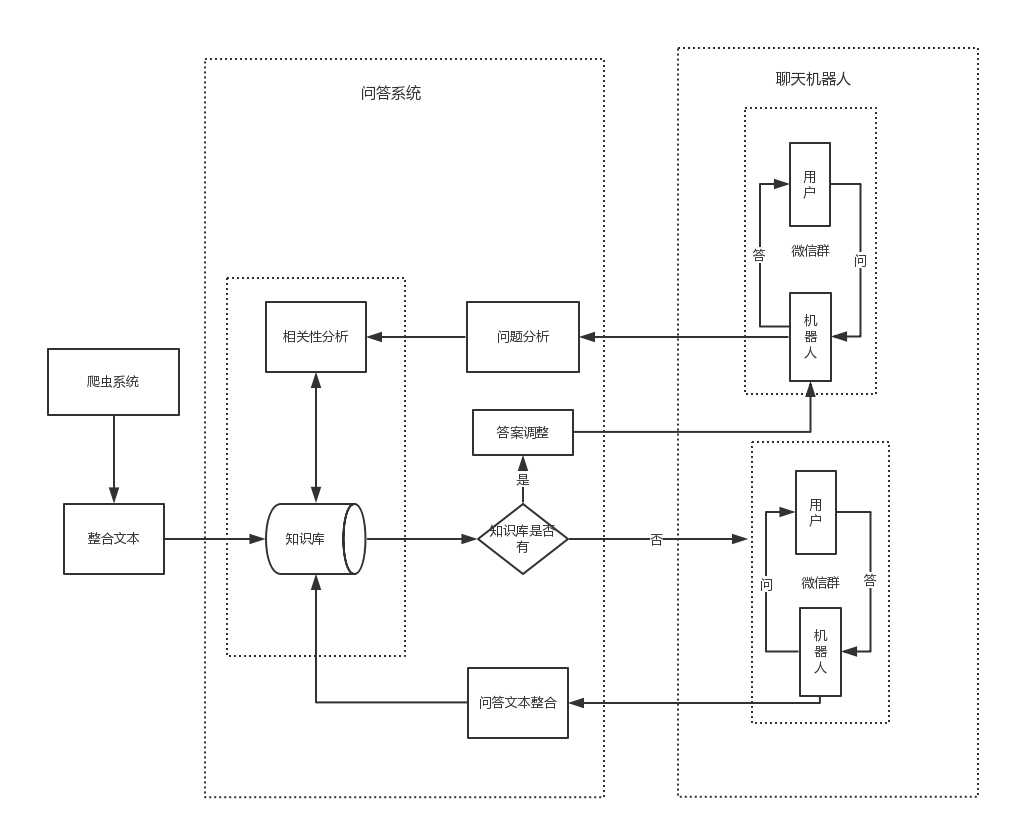 问答系统
聊天机器人
用
户
答
微信群
问
机
器
人
相关性分析
问题分析
爬虫系统
答案调整
是
整合文本
知识库
知识库是否
有
否
用
户
问
微信群
答
机
器
人
问答文本整合